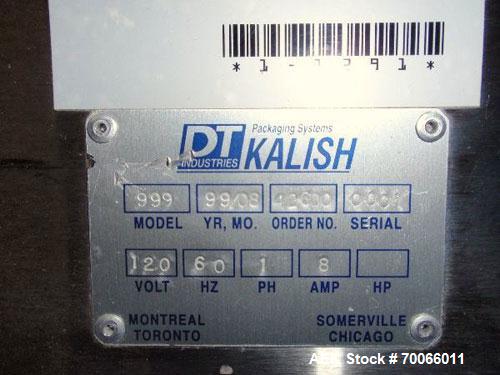 Packaging Systems
DT KALISH
INDUSTRIES
999 99/08
MODEL YR, MO. ORDER NO. SERIAL
120 60 1 8
VOLT HZ PH AMP HP
MONTREAL SOMERVILLE
TORONTO CHICAGO
Stock # 70066011